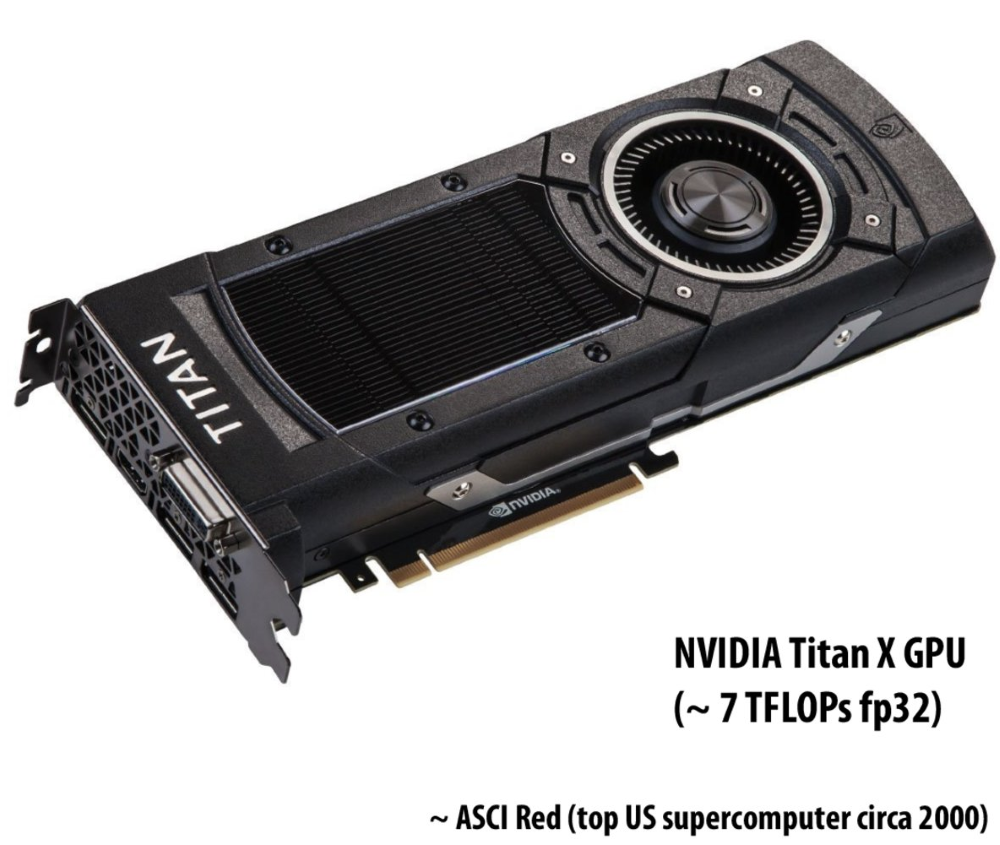 TITAN
NVIDIA.
NVIDIA Titan X GPU
(~ 7 TFLOPs fp32)
~ ASCI Red (top US supercomputer circa 2000)